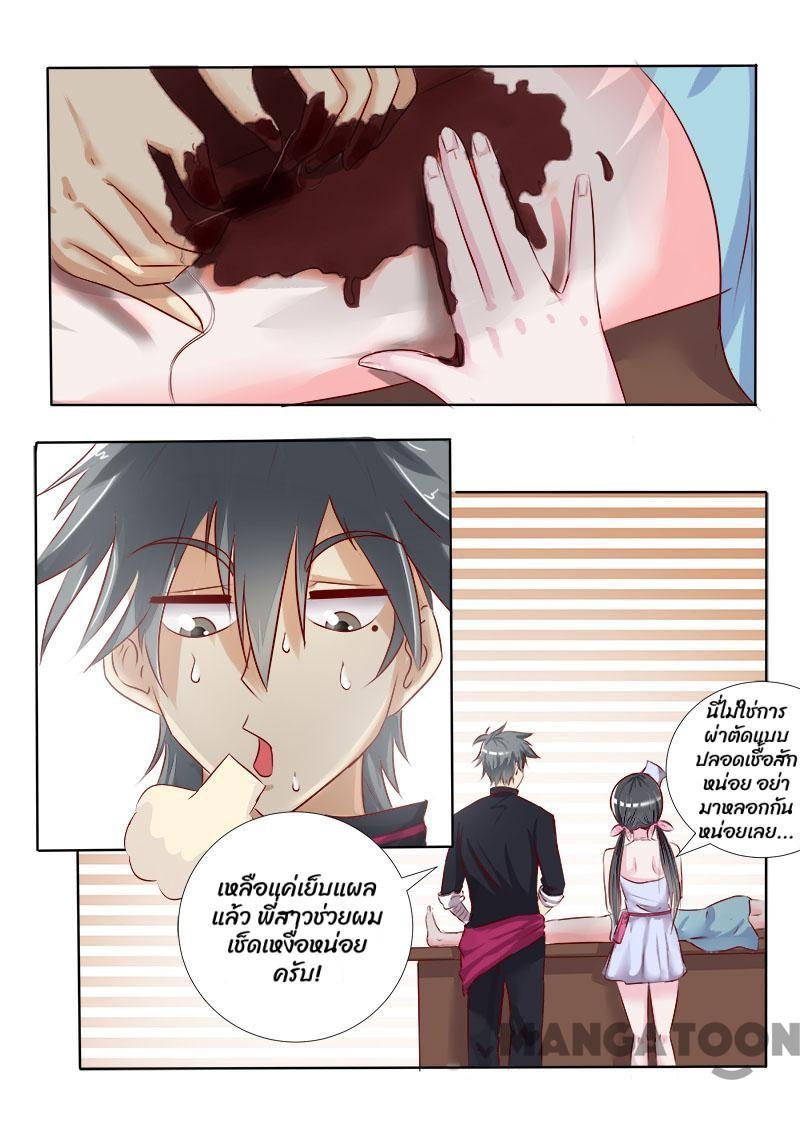 นี่ไม่ใช่การ
ผ่าตัดแบบ
ปลอดเชื้อสัก
หน่อย อย่า
มาหลอกกัน
หน่อยเลย...
เหลือแค่เย็บแผล
แล้ว พี่สาวช่วยผม
เช็ดเหงื่อหน่อย
ครับ!
MANGATOON